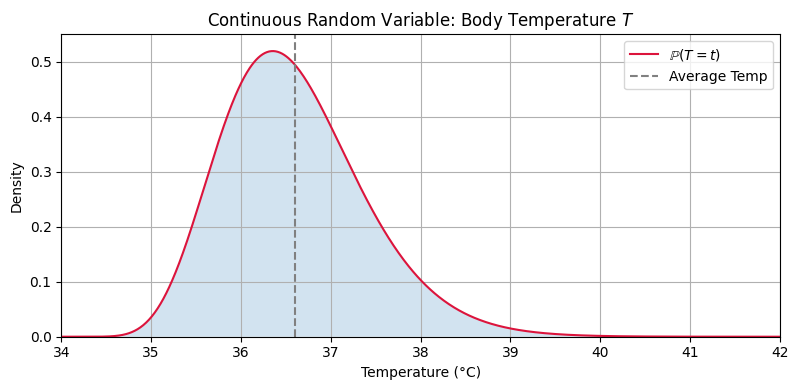 Continuous Random Variable: Body Temperature T
ℙ(T = t)
Average Temp
Density
0.5
0.4
0.3
0.2
0.1
0.0
34 35 36 37 38 39 40 41 42
Temperature (°C)